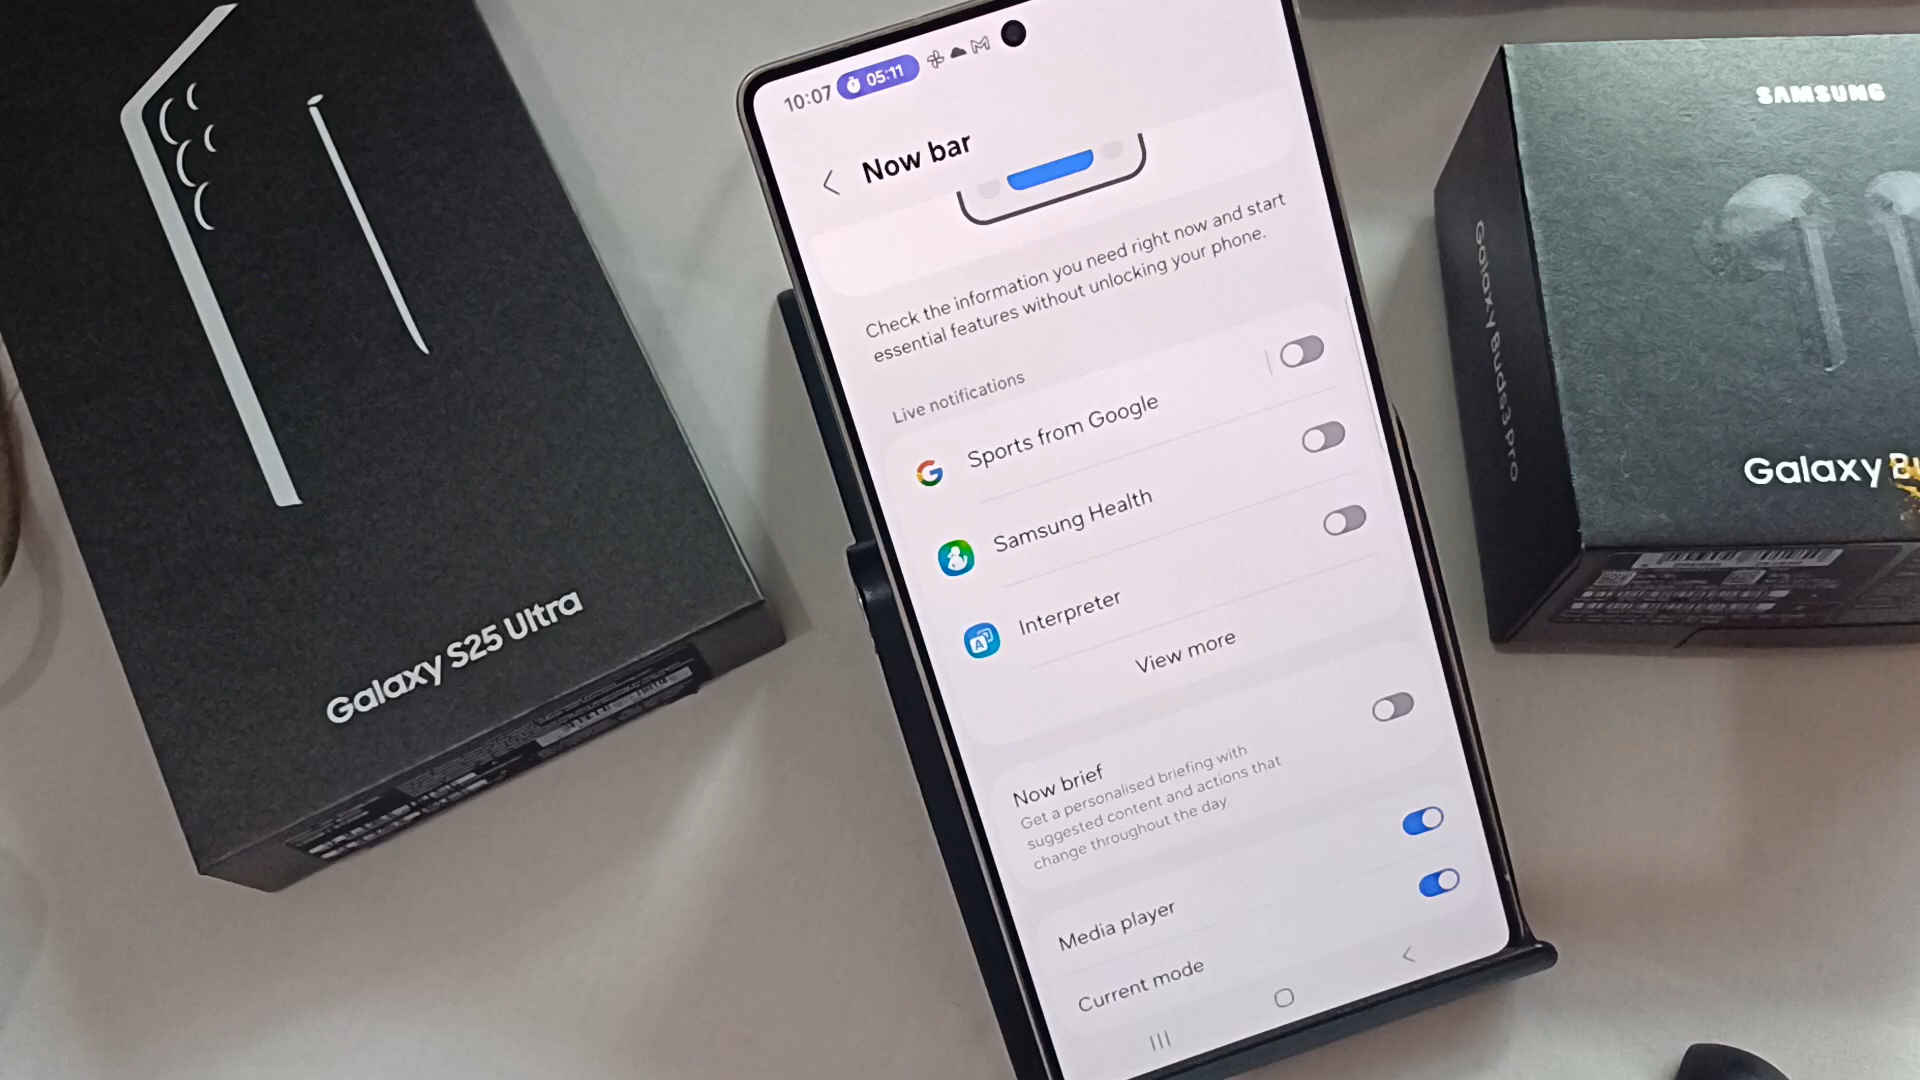 10:07
05:11
Now bar
Check the information you need right now and start
essential features without unlocking your phone.
Live notifications
Sports from Google
Samsung Health
Interpreter
View more
Now brief
Get a personalised briefing with
suggested content and actions that
change throughout the day
Media player
Current mode
Galaxy S25 Ultra
SAMSUNG
Galaxy Buds3 Pro
Galaxy